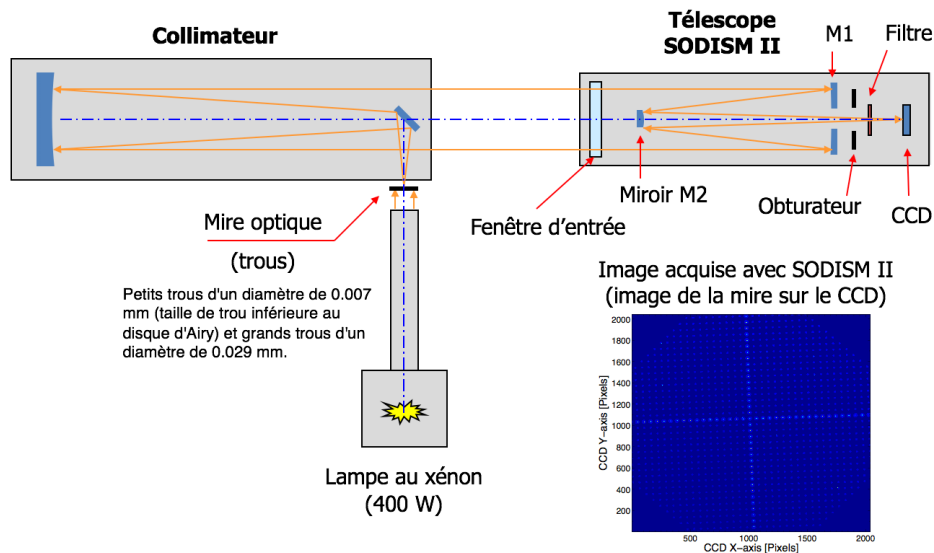 Collimateur
Télescope
SODISM II
M1
Filtre
Miroir M2
Obturateur
CCD
Fenêtre d'entrée
Mire optique
(trous)
Petits trous d'un diamètre de 0.007
mm (taille de trou inférieure au
disque d'Airy) et grands trous d'un
diamètre de 0.029 mm.
Lampe au xénon
(400 W)
Image acquise avec SODISM II
(image de la mire sur le CCD)
CCD Y-axis [Pixels]
2000
1800
1600
1400
1200
1000
800
600
400
200
500
1000
1500
2000
CCD X-axis [Pixels]